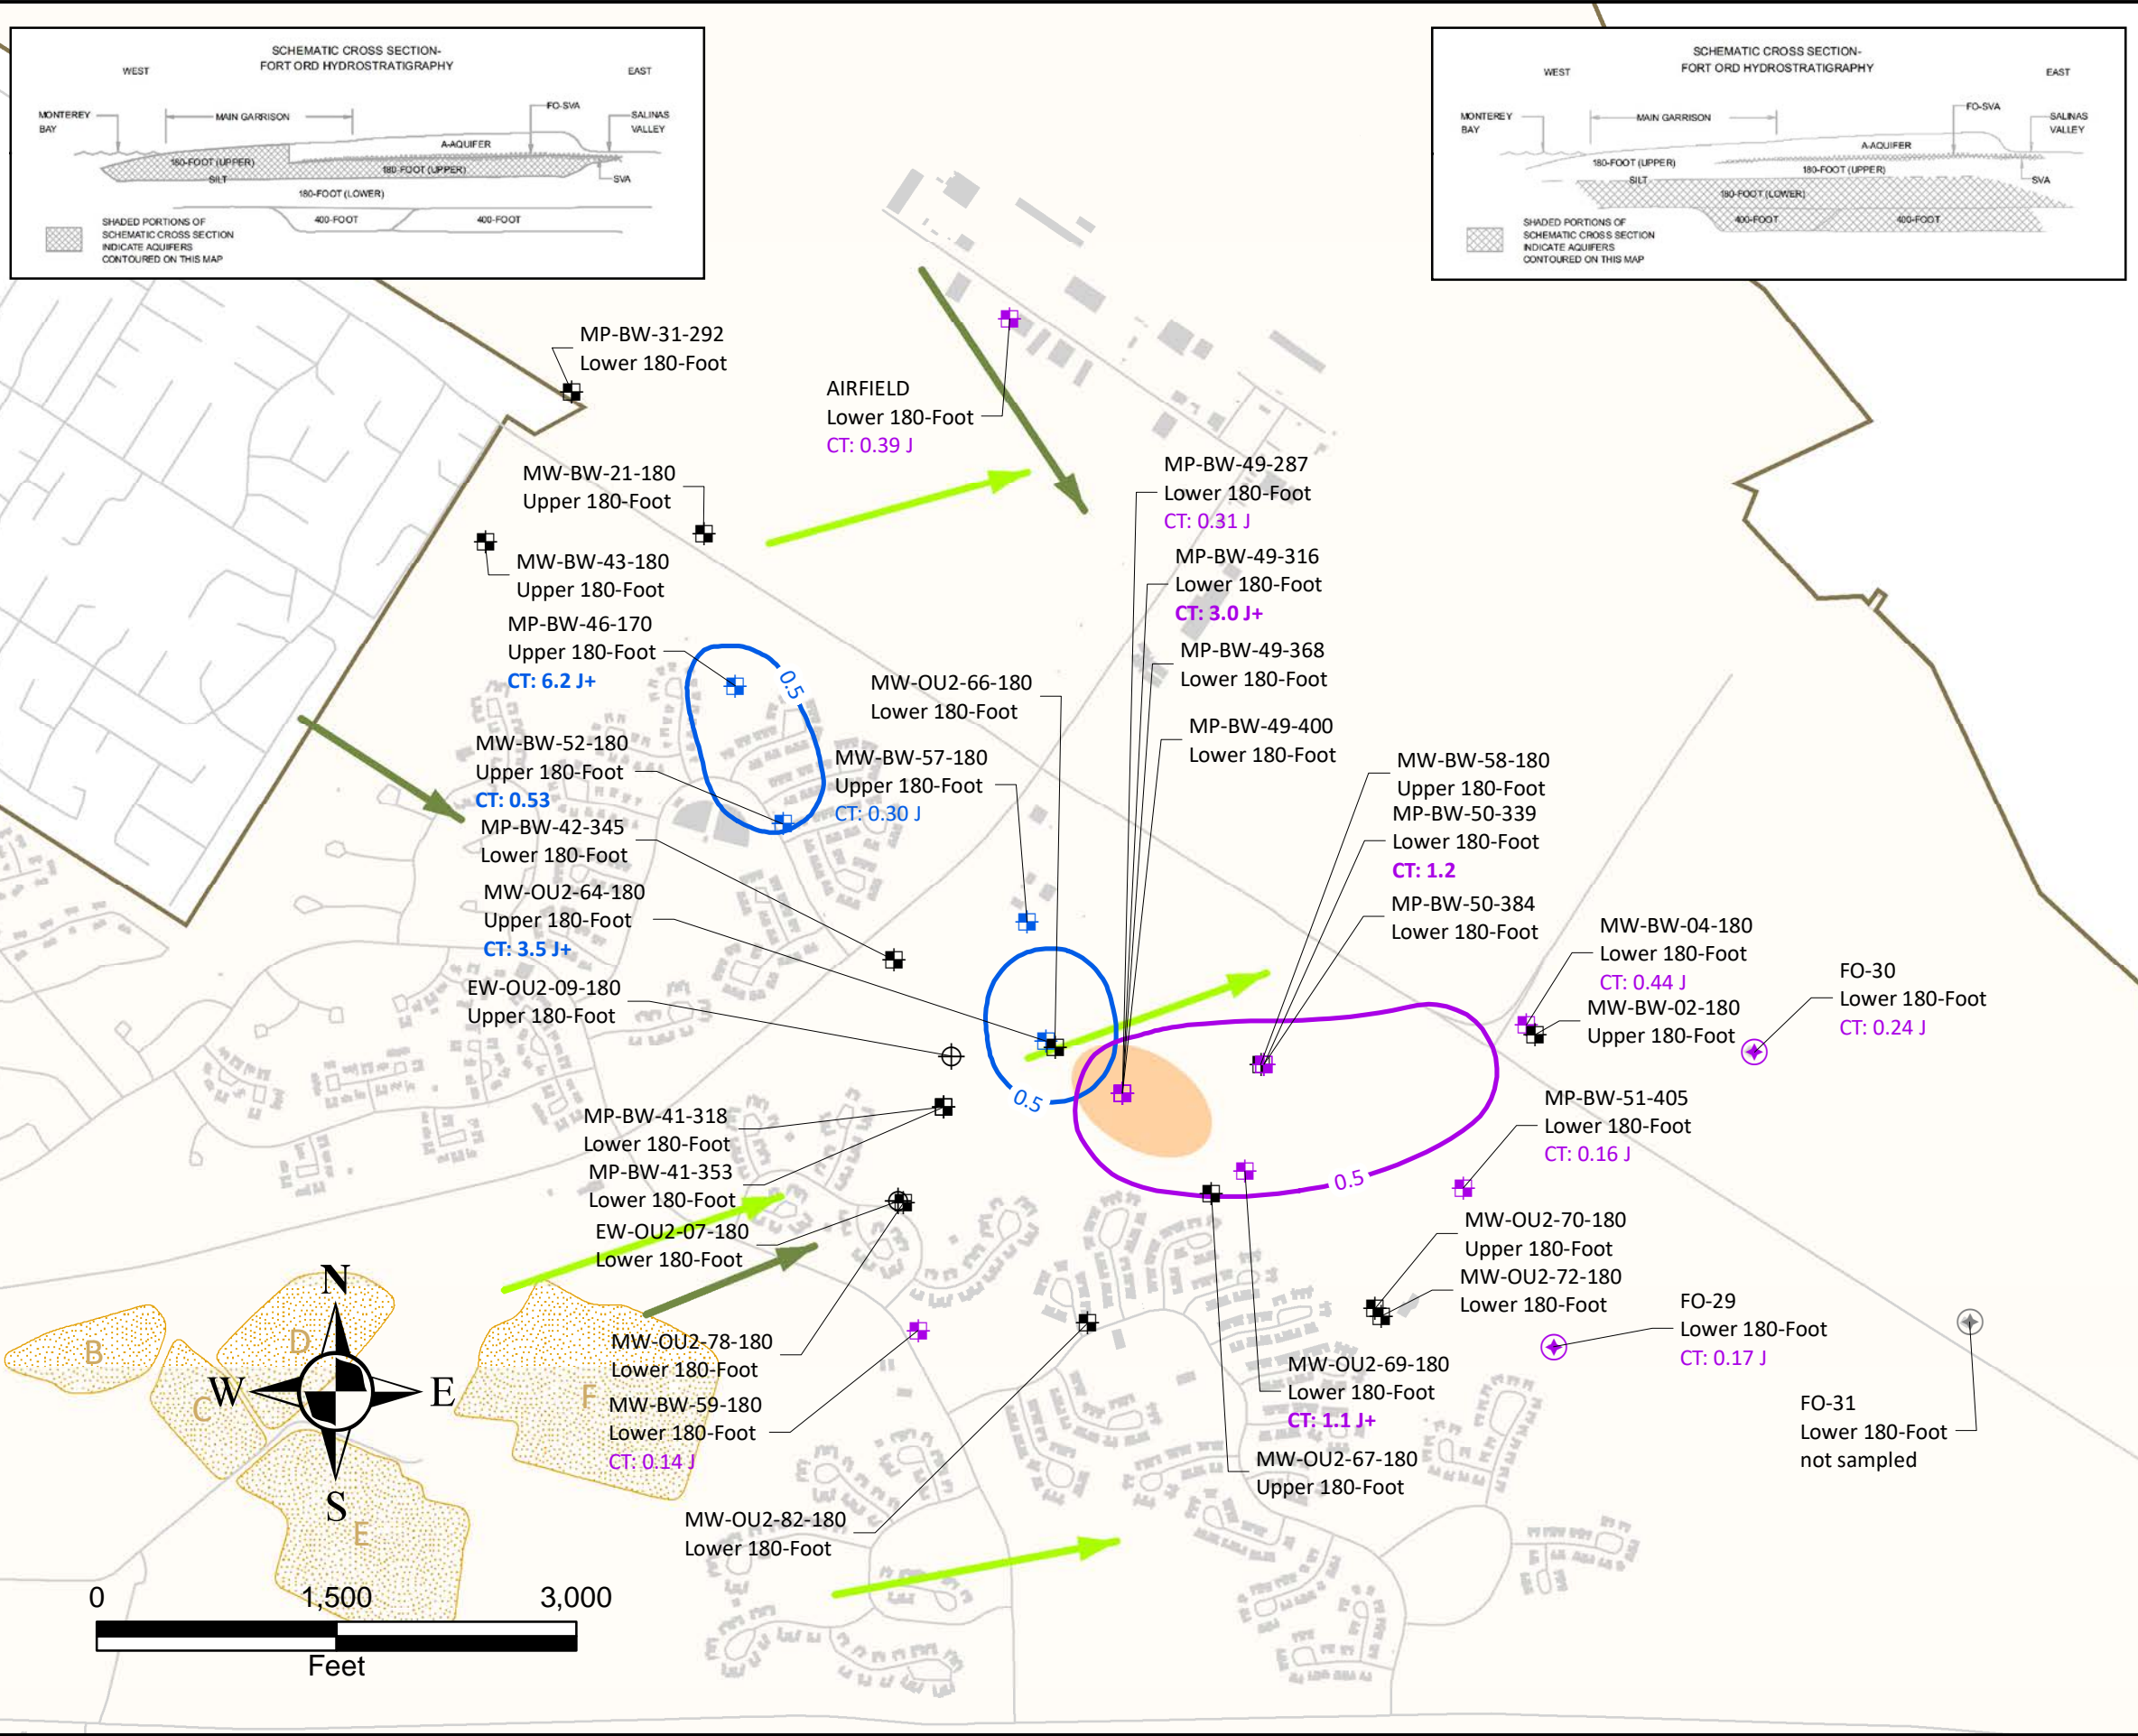 SCHEMATIC CROSS SECTION-
FORT ORD HYDROSTRATIGRAPHY
WEST
EAST
MONTEREY
BAY
MAIN GARRISON
FO-SVA
SALINAS
VALLEY
A-AQUIFER
180-FOOT (UPPER)
180-FOOT (UPPER)
SILT
SVA
180-FOOT (LOWER)
400-FOOT
400-FOOT
SHADED PORTIONS OF
SCHEMATIC CROSS SECTION
INDICATE AQUIFERS
CONTOURED ON THIS MAP
SCHEMATIC CROSS SECTION-
FORT ORD HYDROSTRATIGRAPHY
WEST
EAST
MONTEREY
BAY
MAIN GARRISON
FO-SVA
SALINAS
VALLEY
A-AQUIFER
180-FOOT (UPPER)
180-FOOT (UPPER)
SILT
SVA
180-FOOT (LOWER)
400-FOOT
400-FOOT
SHADED PORTIONS OF
SCHEMATIC CROSS SECTION
INDICATE AQUIFERS
CONTOURED ON THIS MAP
MP-BW-31-292
Lower 180-Foot
AIRFIELD
Lower 180-Foot
CT: 0.39 J
MW-BW-21-180
Upper 180-Foot
MP-BW-49-287
Lower 180-Foot
CT: 0.31 J
MW-BW-43-180
Upper 180-Foot
MP-BW-49-316
Lower 180-Foot
CT: 3.0 J+
MP-BW-46-170
Upper 180-Foot
CT: 6.2 J+
0.5
MP-BW-49-368
Lower 180-Foot
MW-OU2-66-180
Lower 180-Foot
MP-BW-49-400
Lower 180-Foot
MW-BW-52-180
Upper 180-Foot
CT: 0.53
MW-BW-57-180
Upper 180-Foot
CT: 0.30 J
MW-BW-58-180
Upper 180-Foot
MP-BW-50-339
Lower 180-Foot
CT: 1.2
MP-BW-42-345
Lower 180-Foot
MW-OU2-64-180
Upper 180-Foot
CT: 3.5 J+
MP-BW-50-384
Lower 180-Foot
MW-BW-04-180
Lower 180-Foot
CT: 0.44 J
FO-30
Lower 180-Foot
CT: 0.24 J
EW-OU2-09-180
Upper 180-Foot
MW-BW-02-180
Upper 180-Foot
0.5
MP-BW-51-405
Lower 180-Foot
CT: 0.16 J
MP-BW-41-318
Lower 180-Foot
MP-BW-41-353
Lower 180-Foot
0.5
EW-OU2-07-180
Lower 180-Foot
MW-OU2-70-180
Upper 180-Foot
MW-OU2-72-180
Lower 180-Foot
FO-29
Lower 180-Foot
CT: 0.17 J
MW-OU2-78-180
Lower 180-Foot
MW-OU2-69-180
Lower 180-Foot
CT: 1.1 J+
MW-BW-59-180
Lower 180-Foot
CT: 0.14 J
FO-31
Lower 180-Foot
not sampled
MW-OU2-67-180
Upper 180-Foot
MW-OU2-82-180
Lower 180-Foot
B
C
D
E
F
N
W
E
S
0
1,500
3,000
Feet